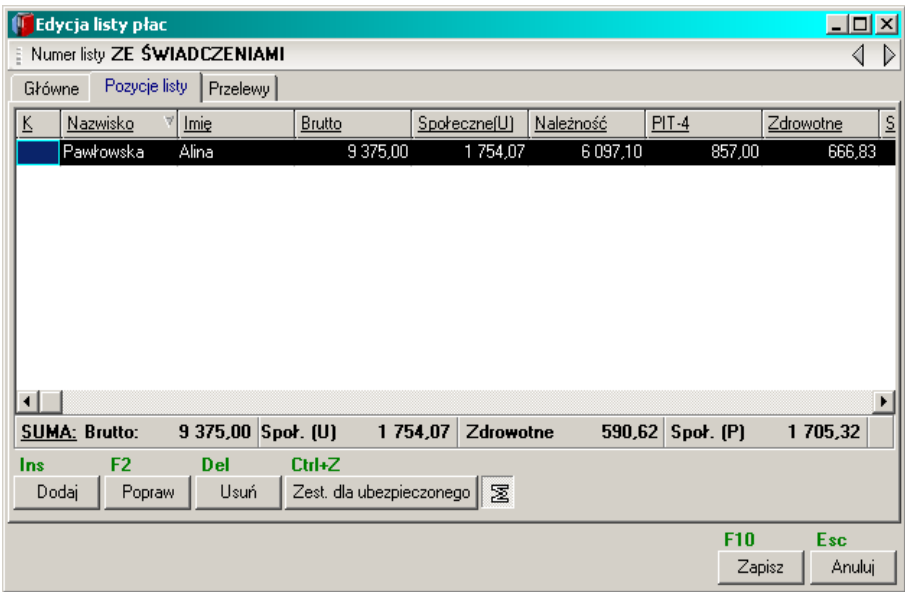 Edycja listy płac
Numer listy ZE ŚWIADCZENIAMI
Główne Pozycje listy Przelewy
K Nazwisko Imię Brutto Społeczne(U) Należność PIT-4 Zdrowotne S
Pawłowska Alina 9 375,00 1 754,07 6 097,10 857,00 666,83
SUMA: Brutto: 9 375,00 Społ. (U) 1 754,07 Zdrowotne 590,62 Społ. (P) 1 705,32
Ins F2 Del Ctrl+Z
Dodaj Popraw Usuń Zest. dla ubezpieczonego
F10 Esc
Zapisz Anuluj